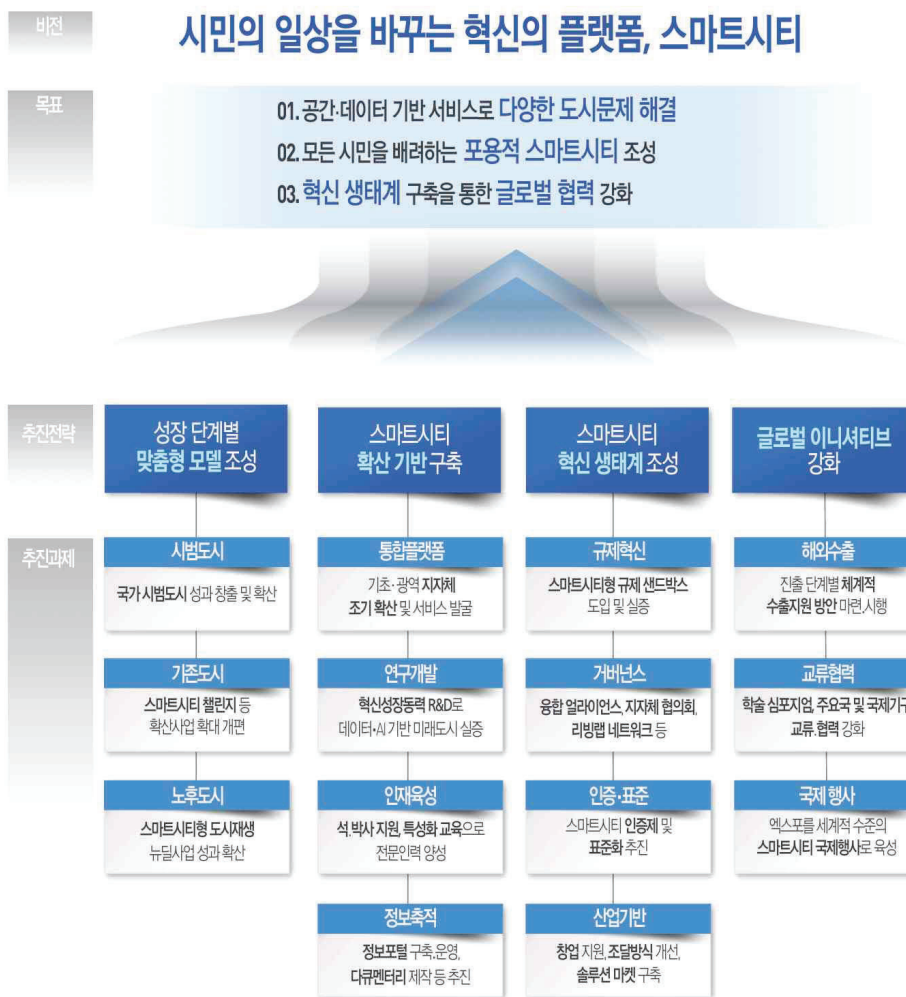 비전
시민의 일상을 바꾸는 혁신의 플랫폼, 스마트시티
목표
01. 공간·데이터 기반 서비스로 다양한 도시문제 해결
02. 모든 시민을 배려하는 포용적 스마트시티 조성
03. 혁신 생태계 구축을 통한 글로벌 협력 강화
추진전략
성장 단계별
맞춤형 모델 조성
스마트시티
확산 기반 구축
스마트시티
혁신 생태계 조성
글로벌 이니셔티브
강화
추진과제
시범도시
국가 시범도시 성과 창출 및 확산
통합플랫폼
기초·광역 지자체
조기 확산 및 서비스 발굴
규제혁신
스마트시티형 규제 샌드박스
도입 및 실증
해외수출
진출 단계별 체계적
수출지원 방안 마련.시행
기존도시
스마트시티 챌린지 등
확산사업 확대 개편
연구개발
혁신성장동력 R&D로
데이터·AI 기반 미래도시 실증
거버넌스
융합 얼라이언스, 지자체 협의회,
리빙랩 네트워크 등
교류협력
학술 심포지엄, 주요국 및 국제기구
교류.협력 강화
노후도시
스마트시티형 도시재생
뉴딜사업 성과 확산
인재육성
석.박사 지원, 특성화 교육으로
전문인력 양성
인증·표준
스마트시티 인증제 및
표준화 추진
국제 행사
엑스포를 세계적 수준의
스마트시티 국제행사로 육성
정보축적
정보포털 구축.운영,
다큐멘터리 제작 등 추진
산업기반
창업 지원, 조달방식 개선,
솔루션 마켓 구축